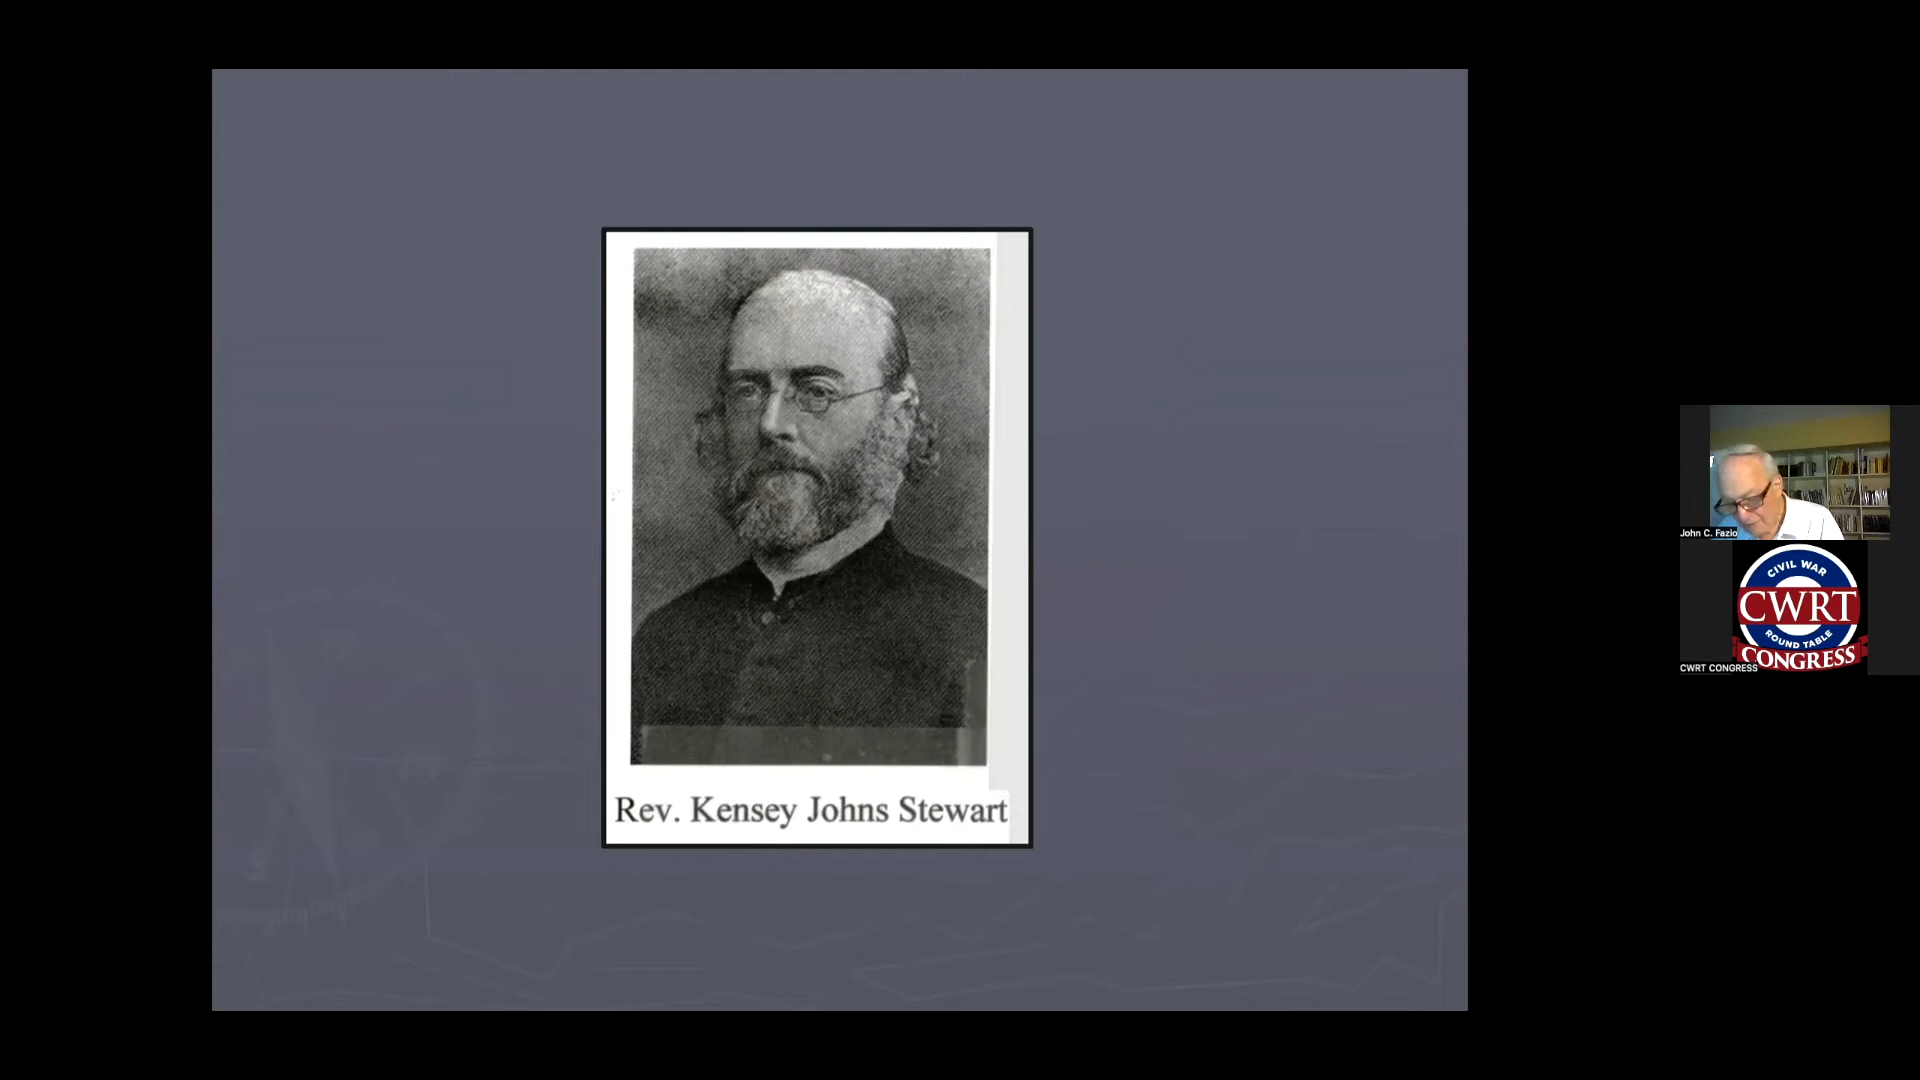 Rev. Kensey Johns Stewart
John C. Fazio
CIVIL WAR
CWRT
ROUND TABLE
CONGRESS
CWRT CONGRESS